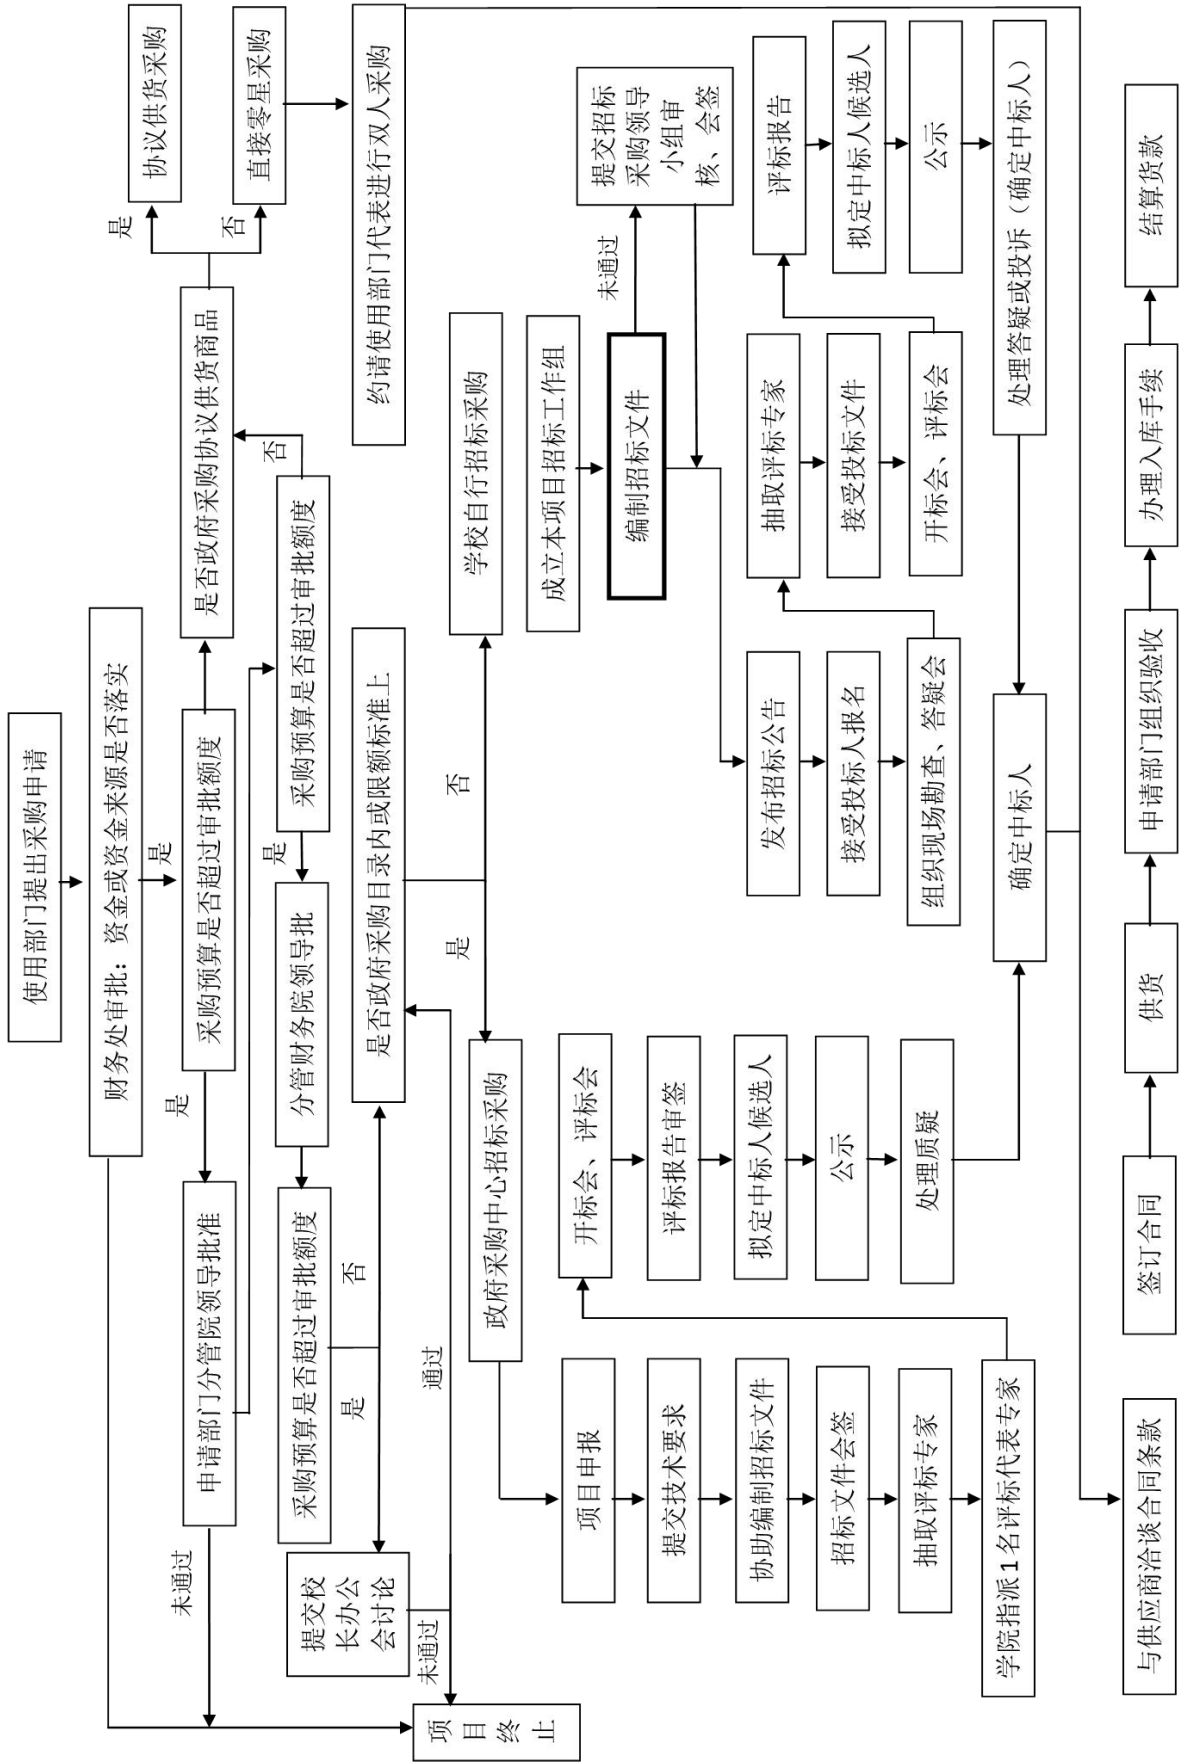 使用部门提出采购申请
财务处审批：资金或资金来源是否落实
是
是
采购预算是否超过审批额度
是否政府采购协议供货商品
是
否
协议供货采购
直接零星采购
约请使用部门代表进行双人采购
申请部门分管院领导批准
未通过
采购预算是否超过审批额度
否
是
分管财务院领导批
采购预算是否超过审批额度
是
否
提交校
长办公
会讨论
未通过
通过
项
目
终
止
是否政府采购目录内或限额标准上
是
否
政府采购中心招标采购
学校自行招标采购
项目申报
提交技术要求
协助编制招标文件
招标文件会签
抽取评标专家
学院指派1名评标代表专家
开标会、评标会
评标报告审签
拟定中标人候选人
公示
处理质疑
成立本项目招标工作组
编制招标文件
未通过
提交招标
采购领导
小组审
核、会签
发布招标公告
接受投标人报名
组织现场勘查、答疑会
抽取评标专家
接受投标文件
开标会、评标会
评标报告
拟定中标人候选人
公示
处理答疑或投诉（确定中标人）
确定中标人
与供应商洽谈合同条款
签订合同
供货
申请部门组织验收
办理入库手续
结算货款